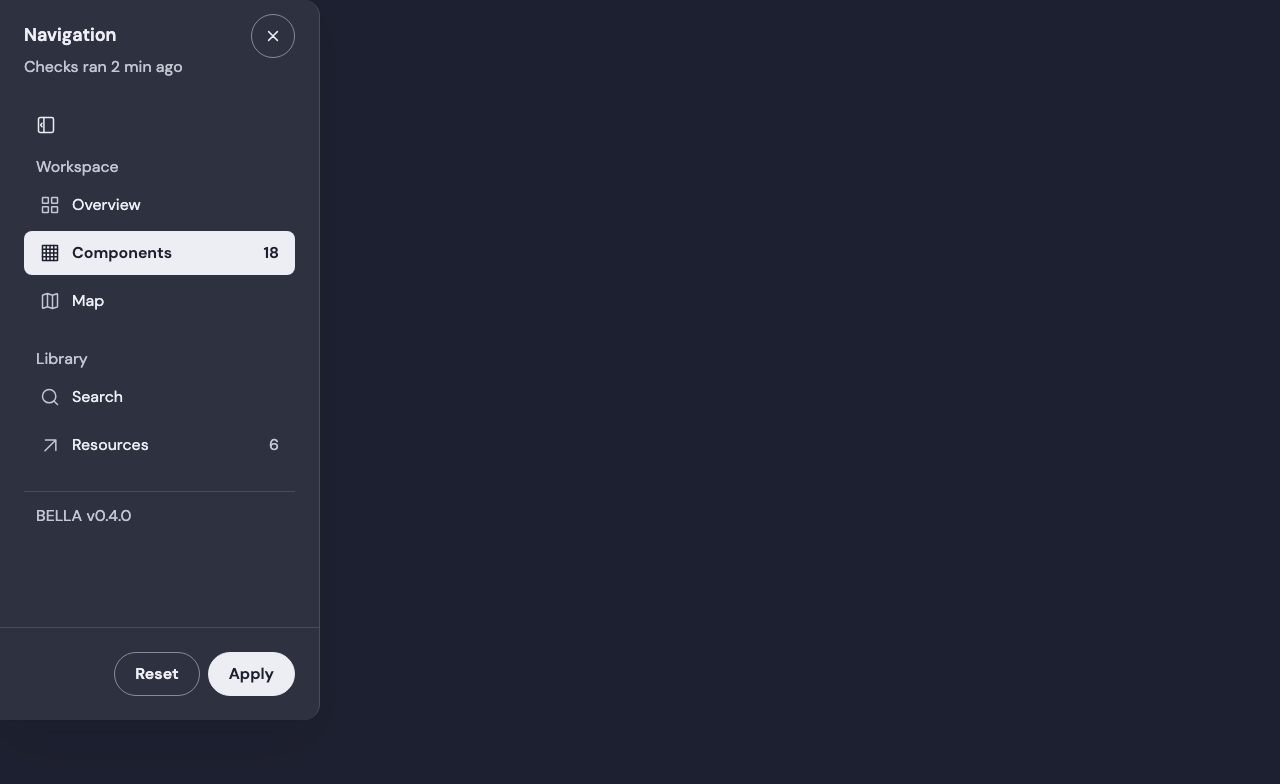 Navigation
Checks ran 2 min ago
Workspace
Overview
Components 18
Map
Library
Search
Resources 6
BELLA v0.4.0
Reset Apply